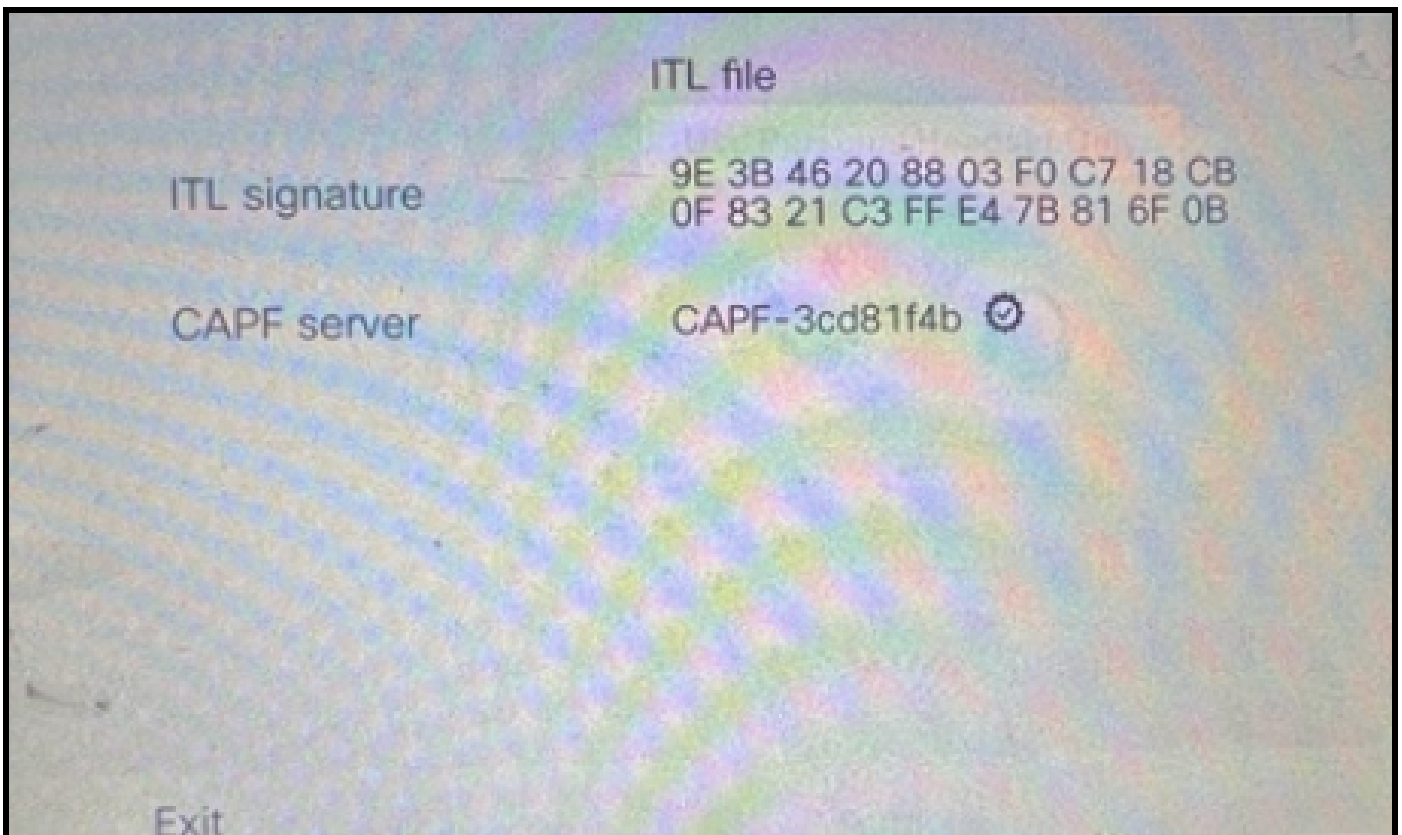 ITL file
ITL signature
9E 3B 46 20 88 03 F0 C7 18 CB
0F 83 21 C3 FF E4 7B 81 6F 0B
CAPF server
CAPF-3cd81f4b
Exit